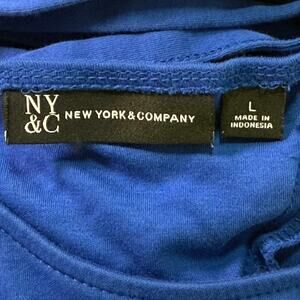 NY
&C NEW YORK & COMPANY
L
MADE IN
INDONESIA